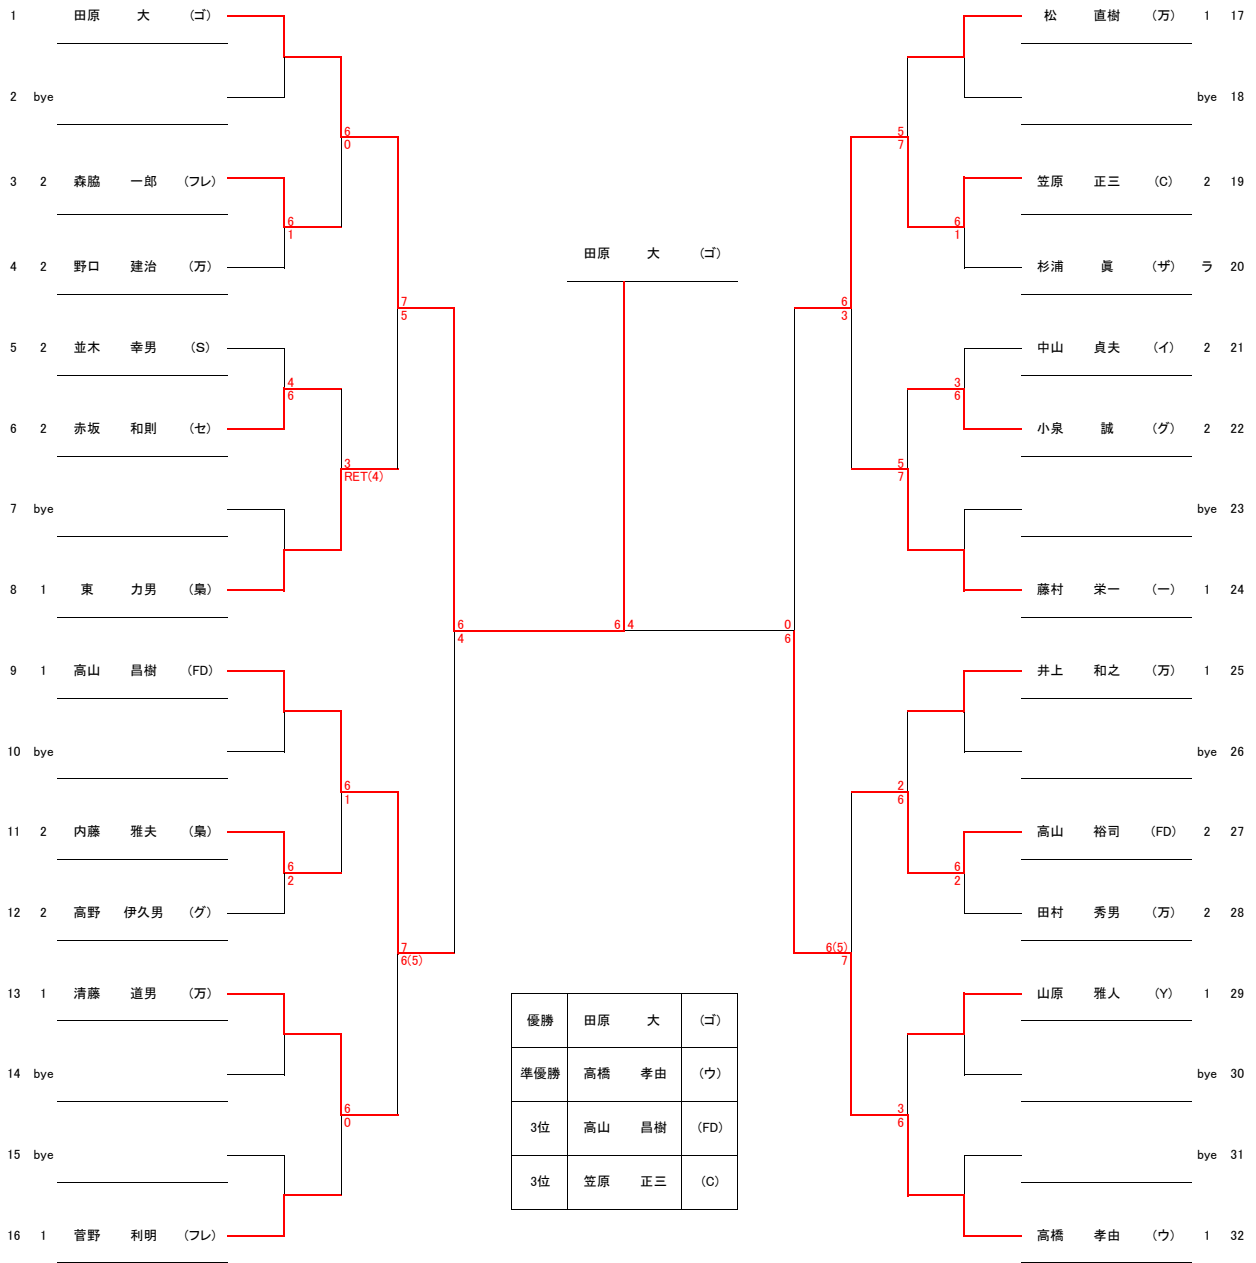 1 田原 大 (ゴ)
2 bye
6
0
3 2 森脇 一郎 (フレ)
6
1
4 2 野口 建治 (万)
7
5
5 2 並木 幸男 (S)
4
6
6 2 赤坂 和則 (セ)
3
RET(4)
7 bye
8 1 東 力男 (梟)
6
4
9 1 高山 昌樹 (FD)
10 bye
6
1
11 2 内藤 雅夫 (梟)
6
2
12 2 高野 伊久男 (グ)
7
6(5)
13 1 清藤 道男 (万)
14 bye
6
0
15 bye
16 1 菅野 利明 (フレ)
田原 大 (ゴ)
6 4
松 直樹 (万) 1 17
bye 18
5
7
笠原 正三 (C) 2 19
6
1
杉浦 眞 (ザ) ラ 20
6
3
中山 貞夫 (イ) 2 21
3
6
小泉 誠 (グ) 2 22
5
7
bye 23
藤村 栄一 (一) 1 24
0
6
井上 和之 (万) 1 25
bye 26
2
6
高山 裕司 (FD) 2 27
6
2
田村 秀男 (万) 2 28
6(5)
7
山原 雅人 (Y) 1 29
bye 30
3
6
bye 31
高橋 孝由 (ウ) 1 32
優勝 田原 大 (ゴ)
準優勝 高橋 孝由 (ウ)
3位 高山 昌樹 (FD)
3位 笠原 正三 (C)